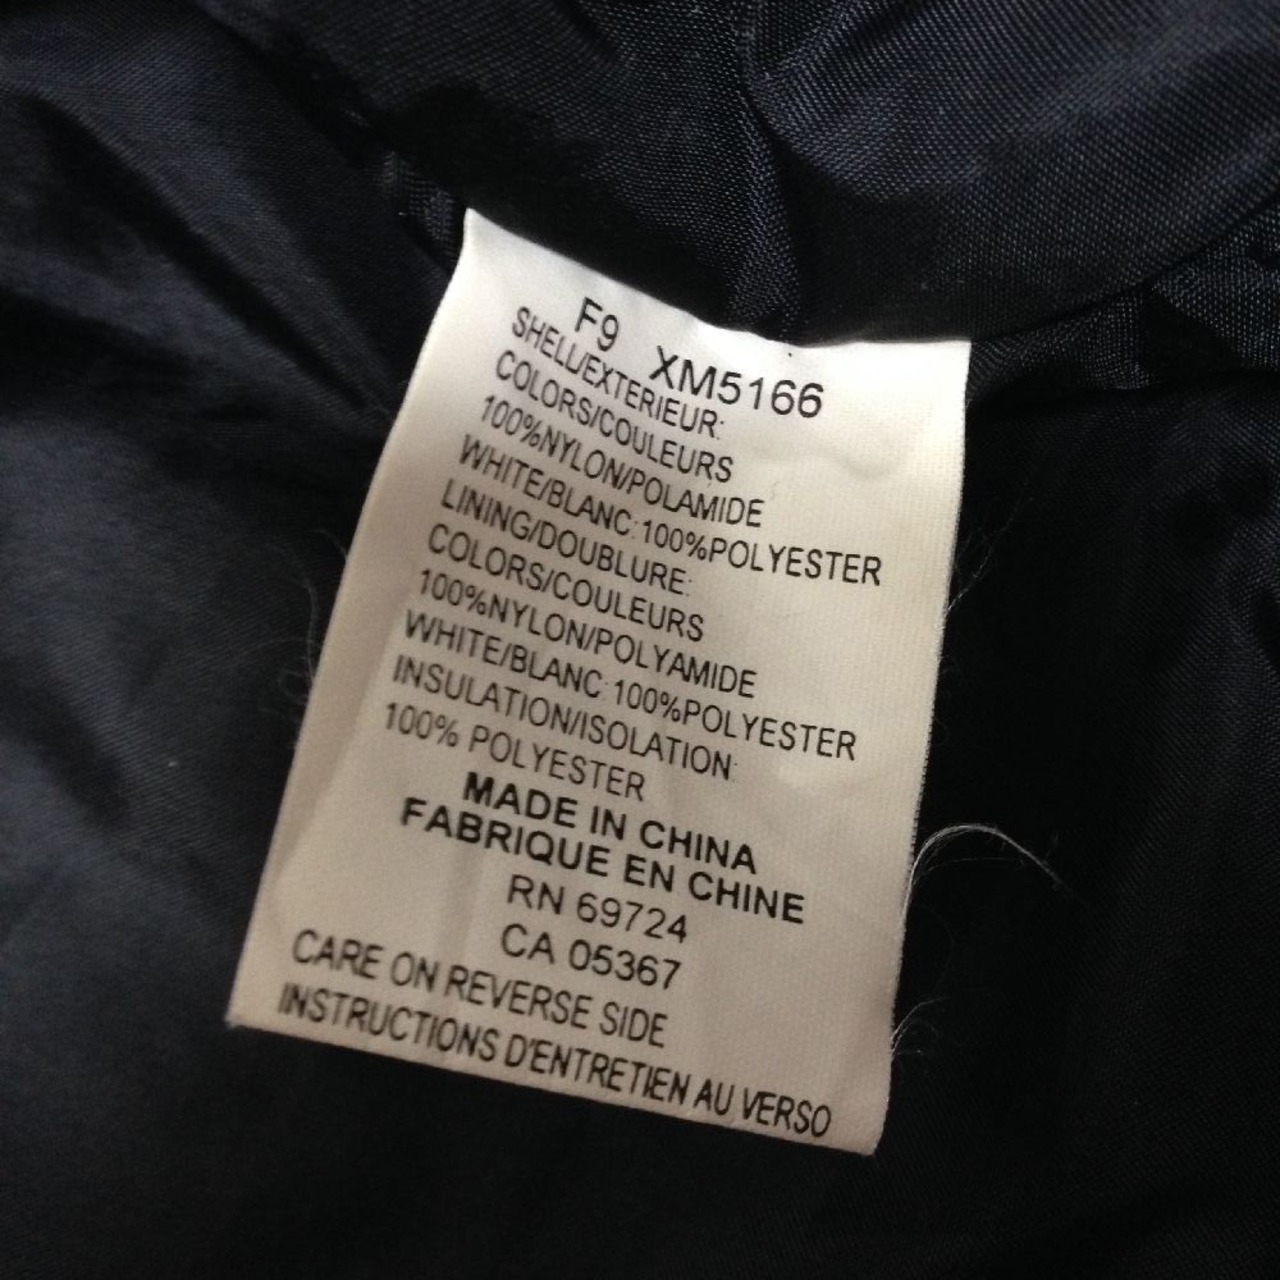 F9 XM5166
SHELL/EXTERIEUR:
COLORS/COULEURS
100%NYLON/POLAMIDE
WHITE/BLANC:100%POLYESTER
LINING/DOUBLURE:
COLORS/COULEURS
100%NYLON/POLYAMIDE
WHITE/BLANC:100%POLYESTER
INSULATION/ISOLATION:
100% POLYESTER
MADE IN CHINA
FABRIQUE EN CHINE
RN 69724
CA 05367
CARE ON REVERSE SIDE
INSTRUCTIONS D'ENTRETIEN AU VERSO